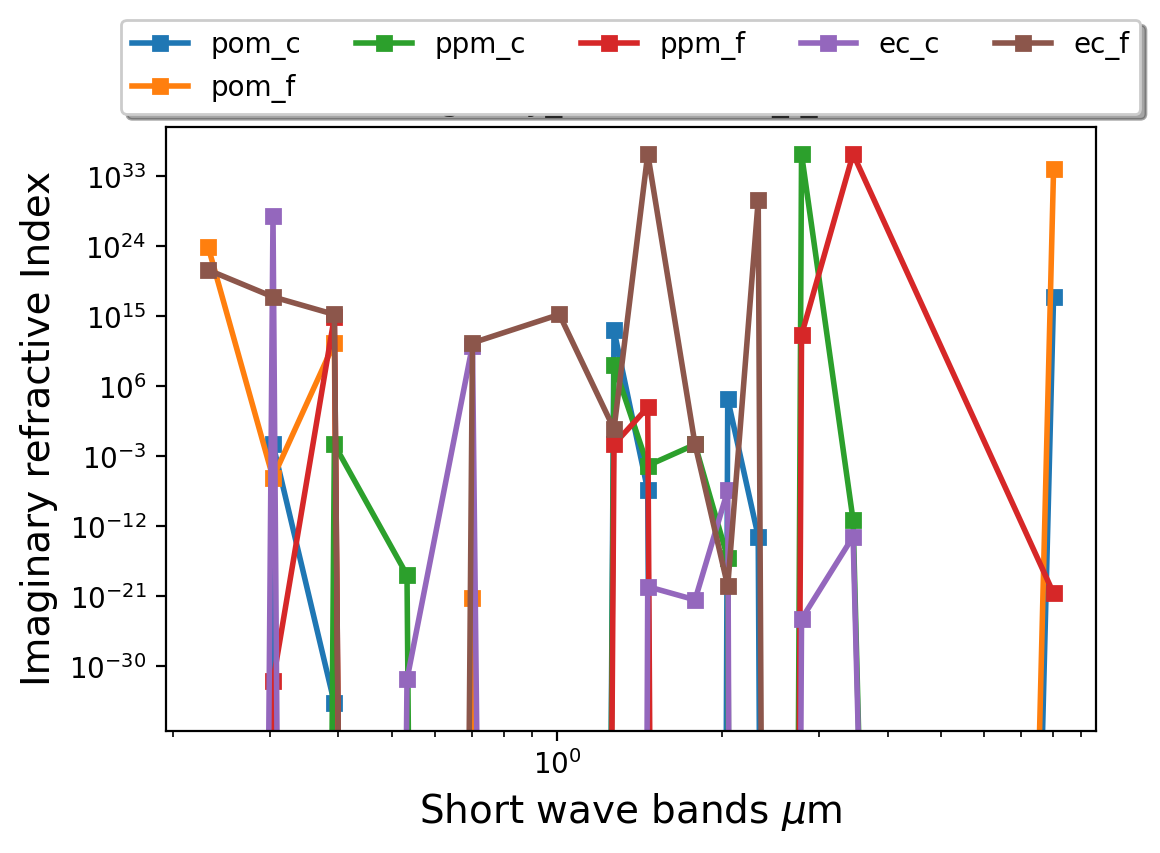 pom_c ppm_c ppm_f ec_c ec_f
pom_f
10^33
10^24
10^15
10^6
10^-3
10^-12
10^-21
10^-30
Imaginary refractive Index
10^0
Short wave bands μm